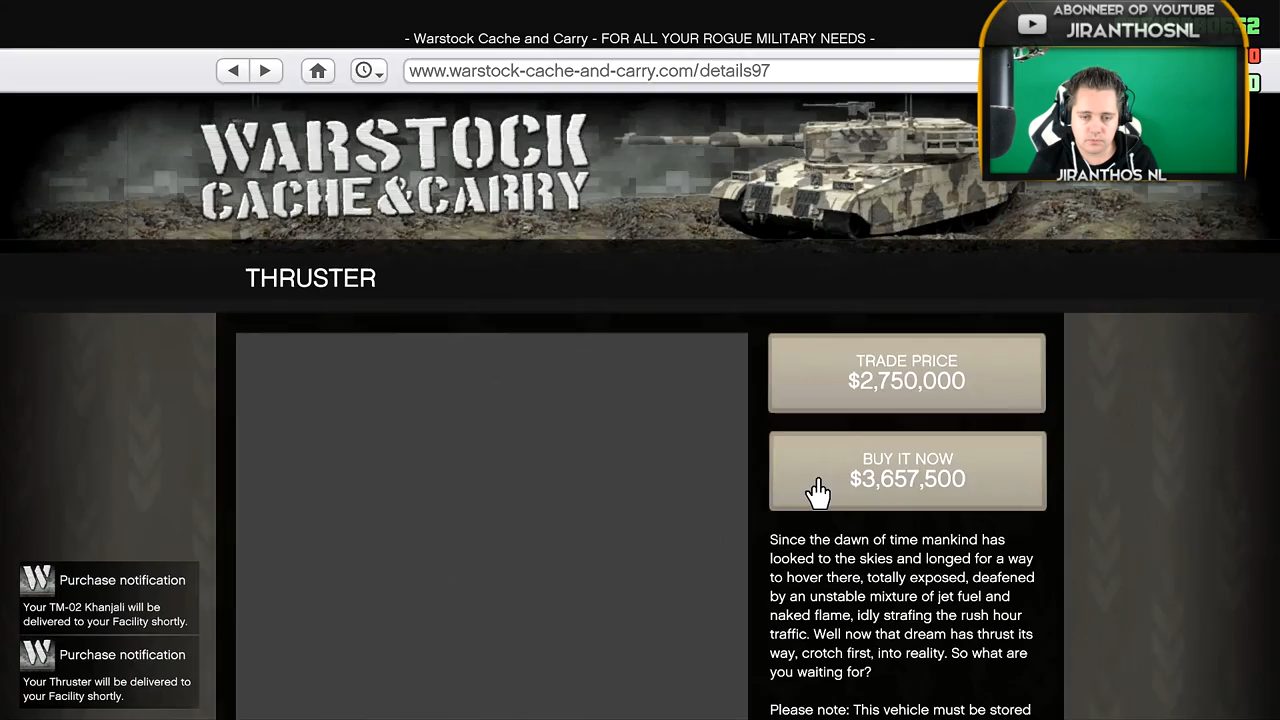 ABONNEER OP YOUTUBE
JIRANTHOSNL
- Warstock Cache and Carry - FOR ALL YOUR ROGUE MILITARY NEEDS -
www.warstock-cache-and-carry.com/details97
JIRANTHOS NL
WARSTOCK
CACHE&CARRY
THRUSTER
TRADE PRICE
$2,750,000
BUY IT NOW
$3,657,500
Since the dawn of time mankind has
looked to the skies and longed for a way
to hover there, totally exposed, deafened
by an unstable mixture of jet fuel and
naked flame, idly strafing the rush hour
traffic. Well now that dream has thrust its
way, crotch first, into reality. So what are
you waiting for?
Please note: This vehicle must be stored
W Purchase notification
Your TM-02 Khanjali will be
delivered to your Facility shortly.
W Purchase notification
Your Thruster will be delivered to
your Facility shortly.